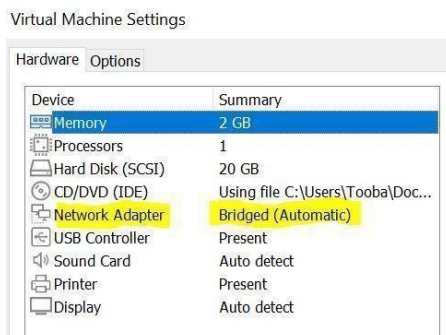 Virtual Machine Settings
Hardware Options
Device Summary
Memory 2 GB
Processors 1
Hard Disk (SCSI) 20 GB
CD/DVD (IDE) Using file C:\Users\Tooba\Doc...
Network Adapter Bridged (Automatic)
USB Controller Present
Sound Card Auto detect
Printer Present
Display Auto detect